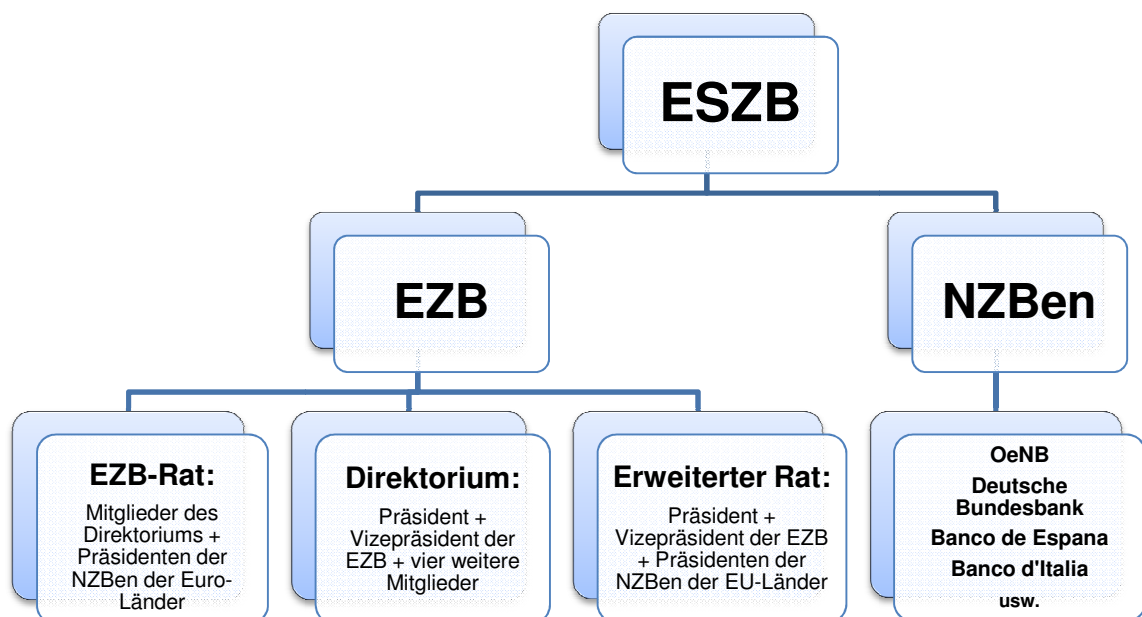 ESZB
EZB
NZBen
EZB-Rat:
Mitglieder des
Direktoriums +
Präsidenten der
NZBen der Euro-
Länder
Direktorium:
Präsident +
Vizepräsident der
EZB + vier weitere
Mitglieder
Erweiterter Rat:
Präsident +
Vizepräsident der EZB
+ Präsidenten der
NZBen der EU-Länder
OeNB
Deutsche
Bundesbank
Banco de Espana
Banco d'Italia
usw.